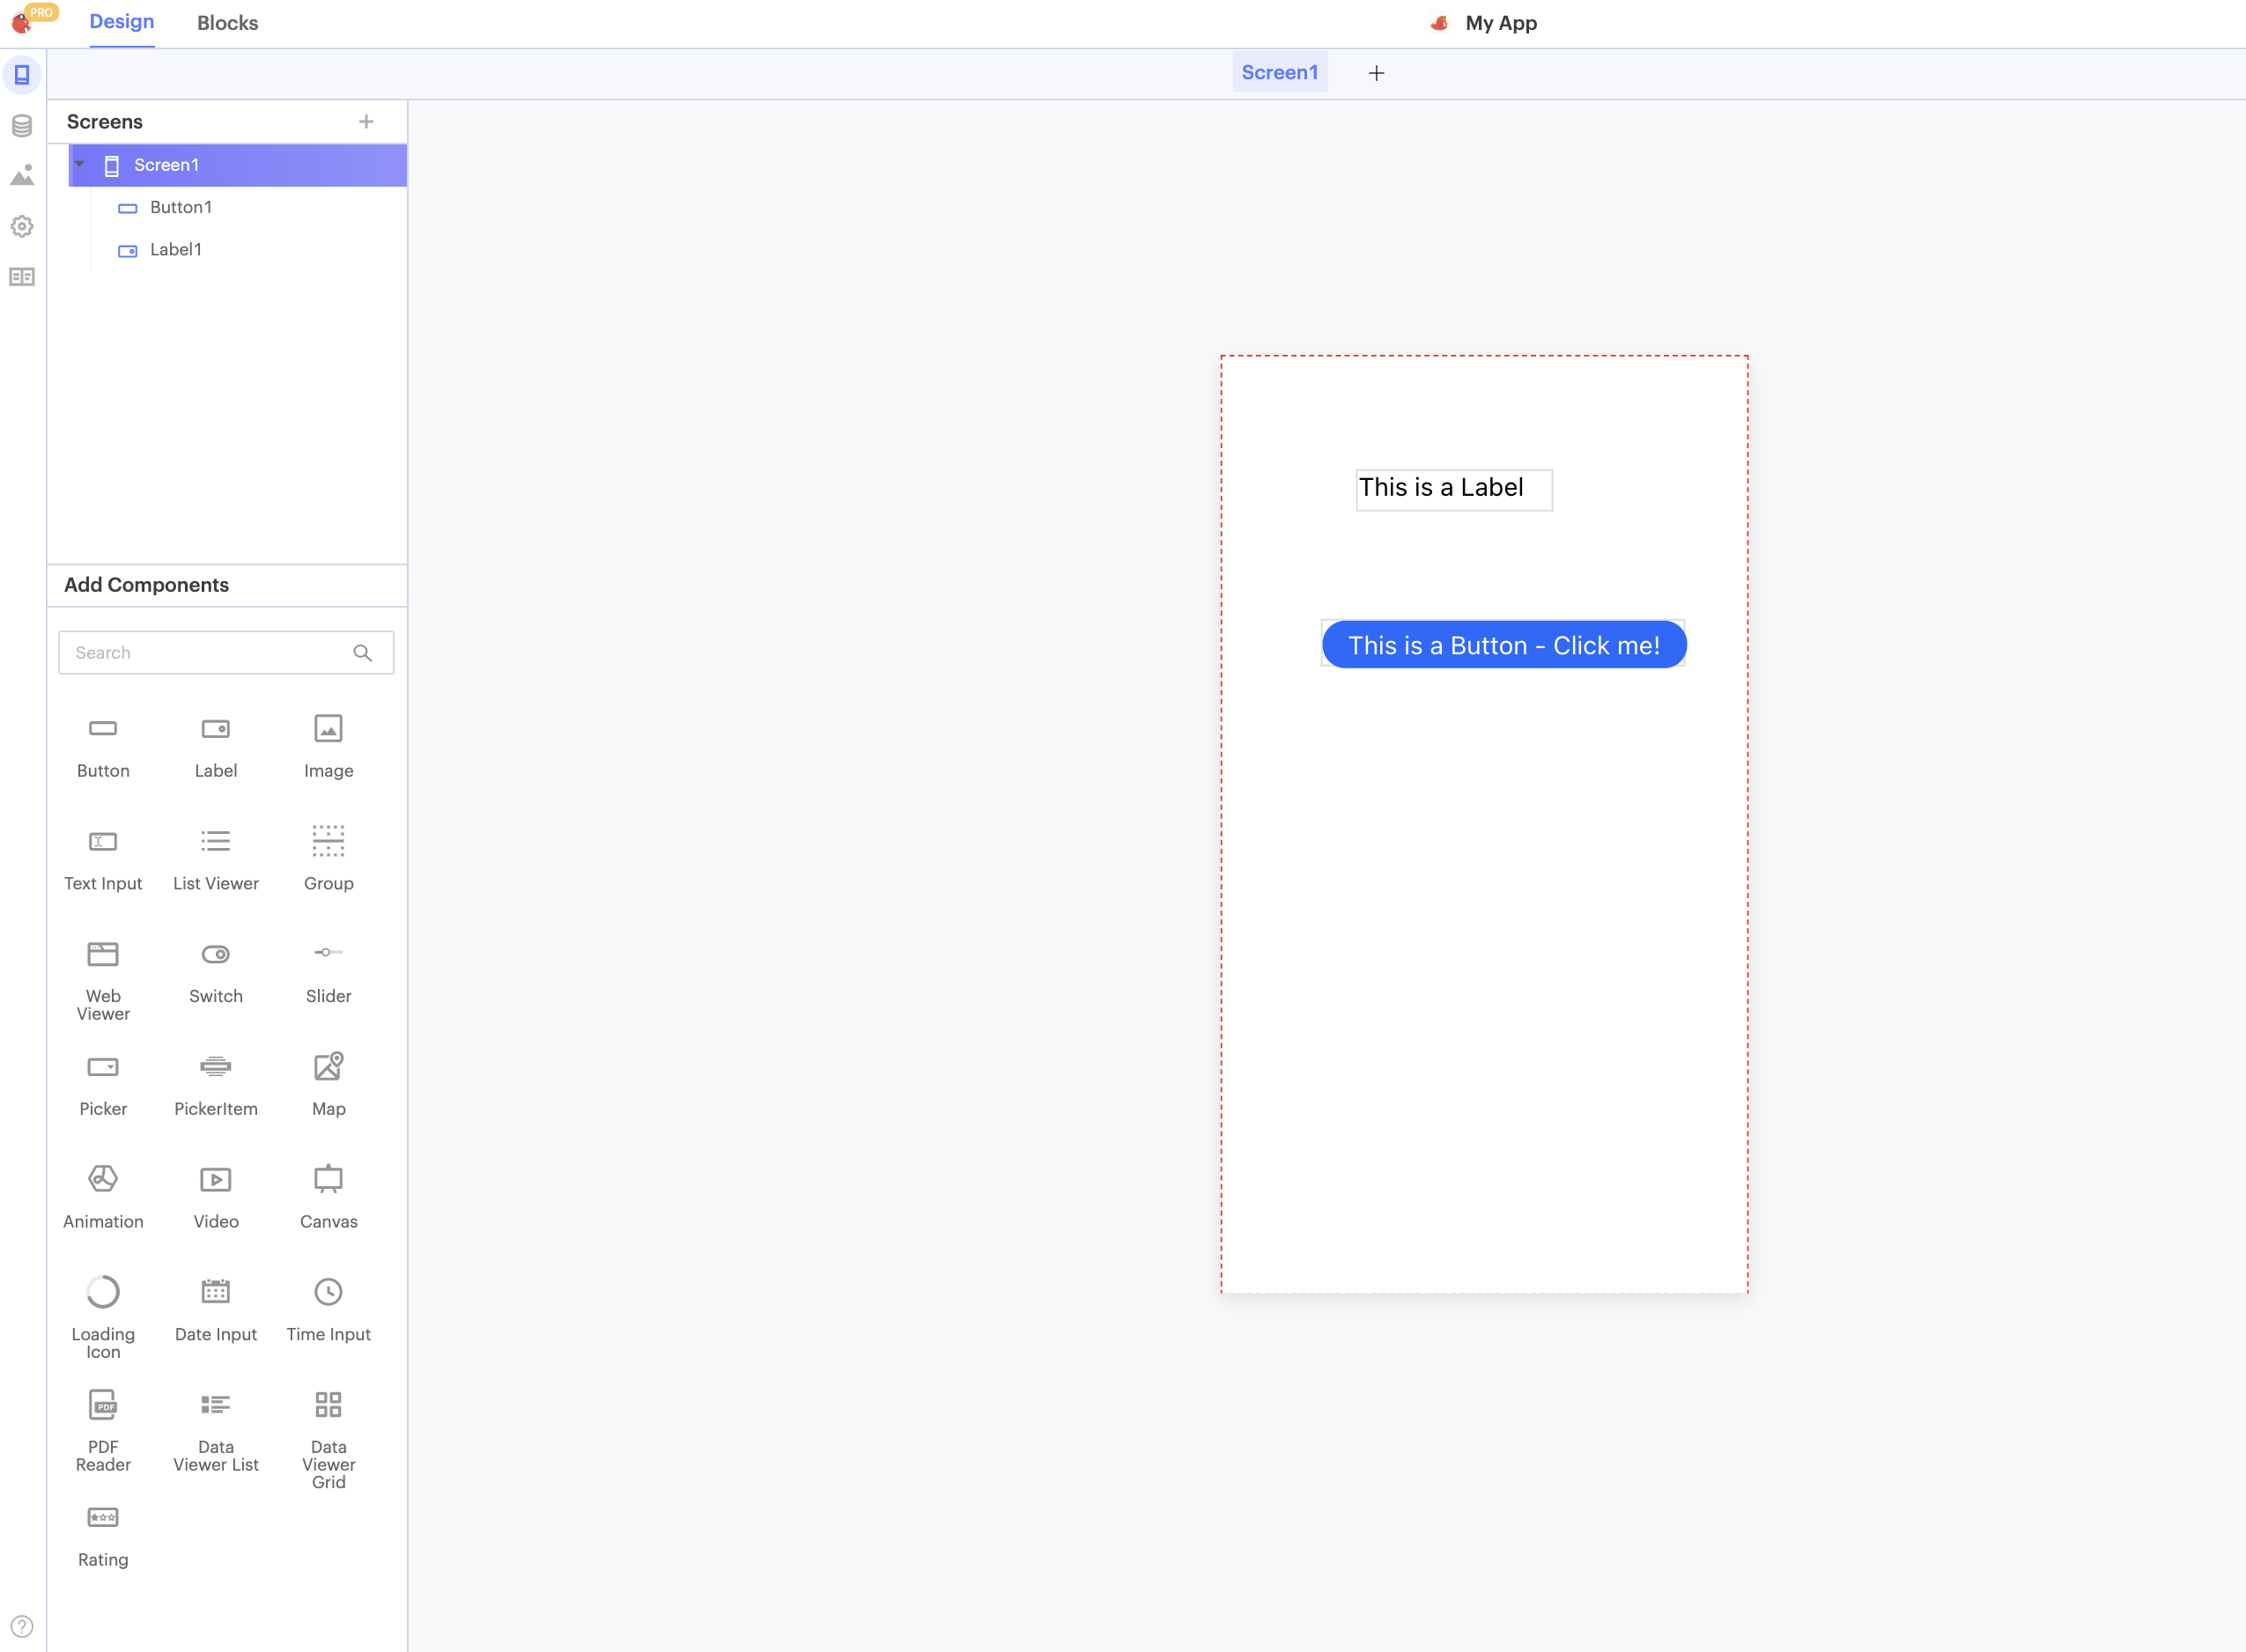 PRO
Design
Blocks
My App
Screen1
Screens
Screen1
Button1
Label1
Add Components
Search
Button
Label
Image
Text Input
List Viewer
Group
Web
Viewer
Switch
Slider
Picker
PickerItem
Map
Animation
Video
Canvas
Loading
Icon
Date Input
Time Input
PDF
PDF
Reader
Data
Viewer List
Data
Viewer
Grid
Rating
This is a Label
This is a Button - Click me!